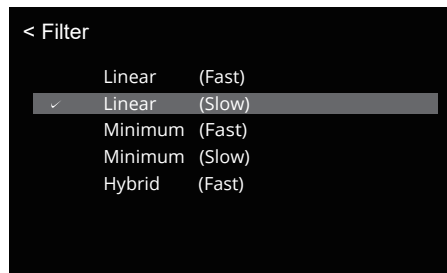 < Filter
Linear (Fast)
✓ Linear (Slow)
Minimum (Fast)
Minimum (Slow)
Hybrid (Fast)